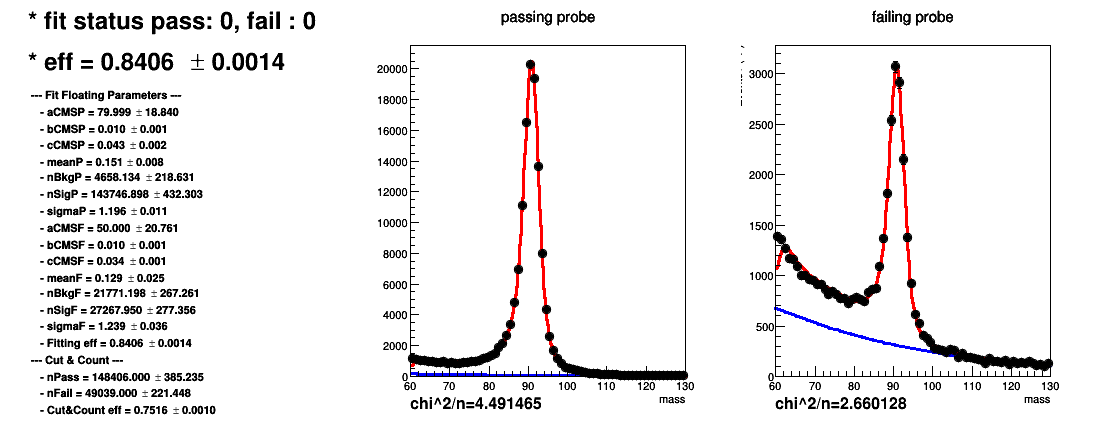 * fit status pass: 0, fail : 0
* eff = 0.8406 ± 0.0014
--- Fit Floating Parameters ---
- aCMSP = 79.999 ± 18.840
- bCMSP = 0.010 ± 0.001
- cCMSP = 0.043 ± 0.002
- meanP = 0.151 ± 0.008
- nBkgP = 4658.134 ± 218.631
- nSigP = 143746.898 ± 432.303
- sigmaP = 1.196 ± 0.011
- aCMSF = 50.000 ± 20.761
- bCMSF = 0.010 ± 0.001
- cCMSF = 0.034 ± 0.001
- meanF = 0.129 ± 0.025
- nBkgF = 21771.198 ± 267.261
- nSigF = 27267.950 ± 277.356
- sigmaF = 1.239 ± 0.036
- Fitting eff = 0.8406 ± 0.0014
--- Cut & Count ---
- nPass = 148406.000 ± 385.235
- nFail = 49039.000 ± 221.448
- Cut&Count eff = 0.7516 ± 0.0010
passing probe
20000
18000
16000
14000
12000
10000
8000
6000
4000
2000
0
60 70 80 90 100 110 120 130
mass
chi^2/n=4.491465
failing probe
3000
2500
2000
1500
1000
500
0
60 70 80 90 100 110 120 130
mass
chi^2/n=2.660128